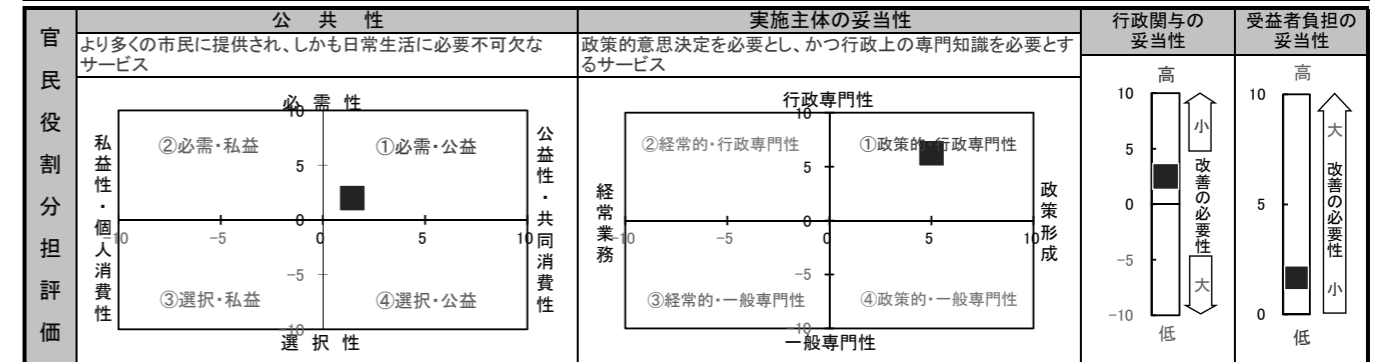 官民役割分担評価
公共性
より多くの市民に提供され、しかも日常生活に必要不可欠な
サービス
必需性
10
②必需・私益
①必需・公益
5
私益性・個人消費性
公益性・共同消費性
0
-10
-5
0
5
10
-5
③選択・私益
④選択・公益
-10
選択性
実施主体の妥当性
政策的意思決定を必要とし、かつ行政上の専門知識を必要とす
るサービス
行政専門性
10
②経常的・行政専門性
①政策的・行政専門性
5
経常業務
政策形成
0
-10
-5
0
5
10
-5
③経常的・一般専門性
④政策的・一般専門性
-10
一般専門性
行政関与の
妥当性
高
10
5
0
-5
-10
低
小
改善の必要性
大
受益者負担の
妥当性
高
10
5
0
低
大
改善の必要性
小